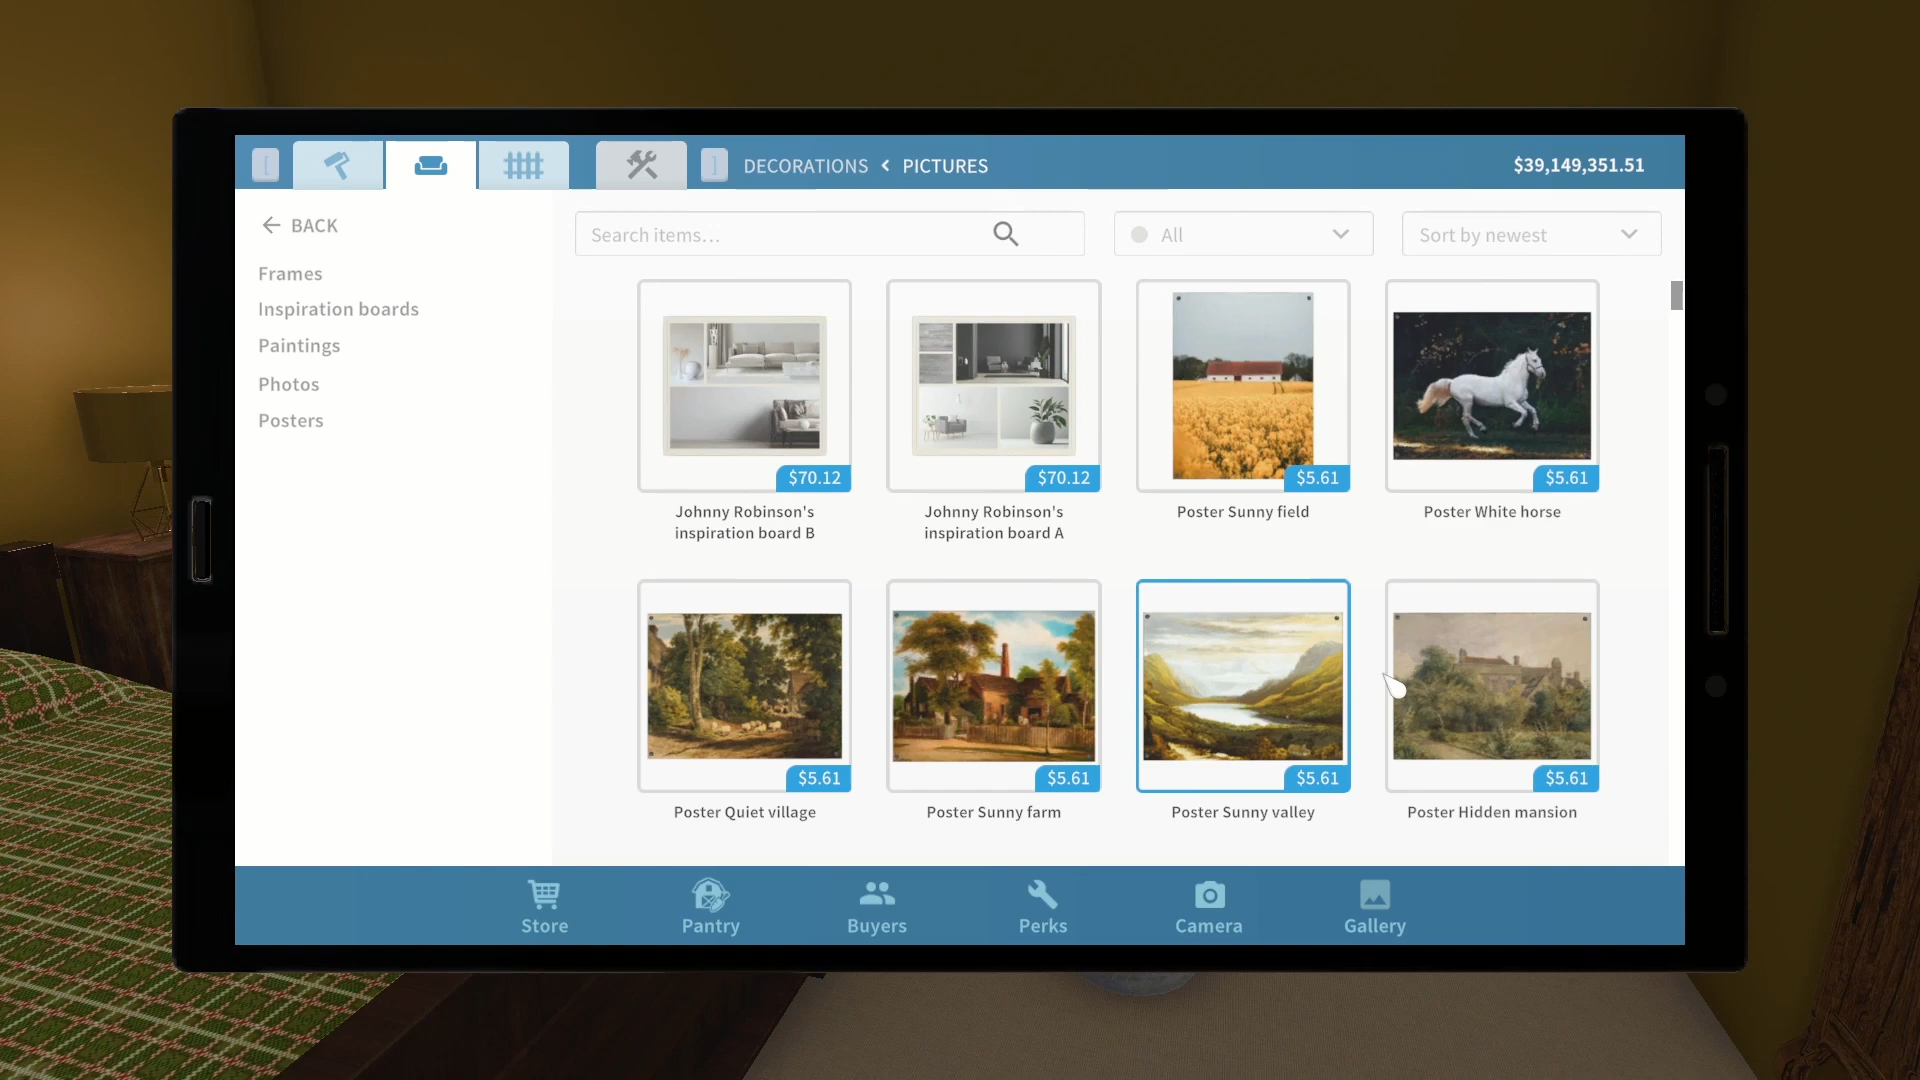 [
]
DECORATIONS < PICTURES
$39,149,351.51
BACK
Frames
Inspiration boards
Paintings
Photos
Posters
Search items...
All
Sort by newest
$70.12
$70.12
$5.61
$5.61
Johnny Robinson's
inspiration board B
Johnny Robinson's
inspiration board A
Poster Sunny field
Poster White horse
$5.61
$5.61
$5.61
$5.61
Poster Quiet village
Poster Sunny farm
Poster Sunny valley
Poster Hidden mansion
Store
Pantry
Buyers
Perks
Camera
Gallery